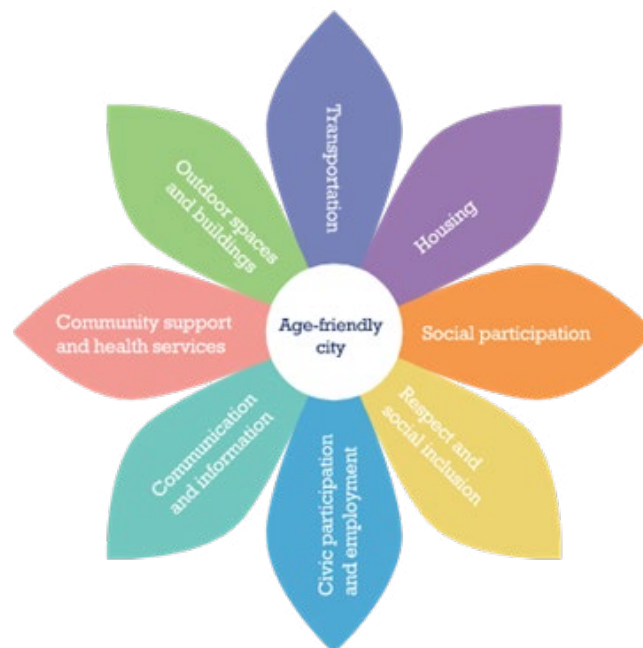 Transportation
Housing
Social participation
Respect and
social inclusion
Civic participation
and employment
Communication
and information
Community support
and health services
Outdoor spaces
and buildings
Age-friendly
city